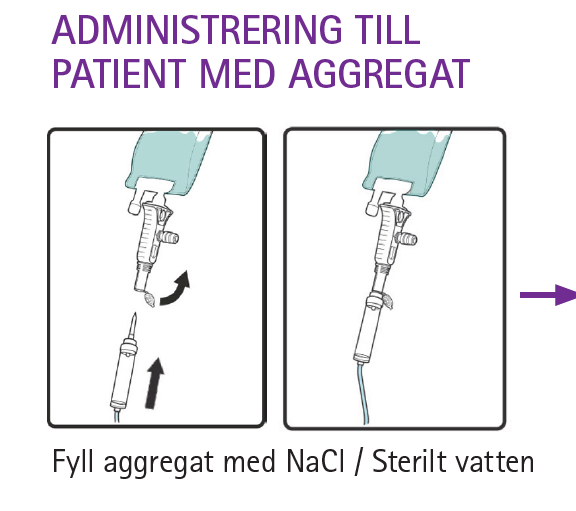 ADMINISTRERING TILL
PATIENT MED AGGREGAT
Fyll aggregat med NaCl / Sterilt vatten